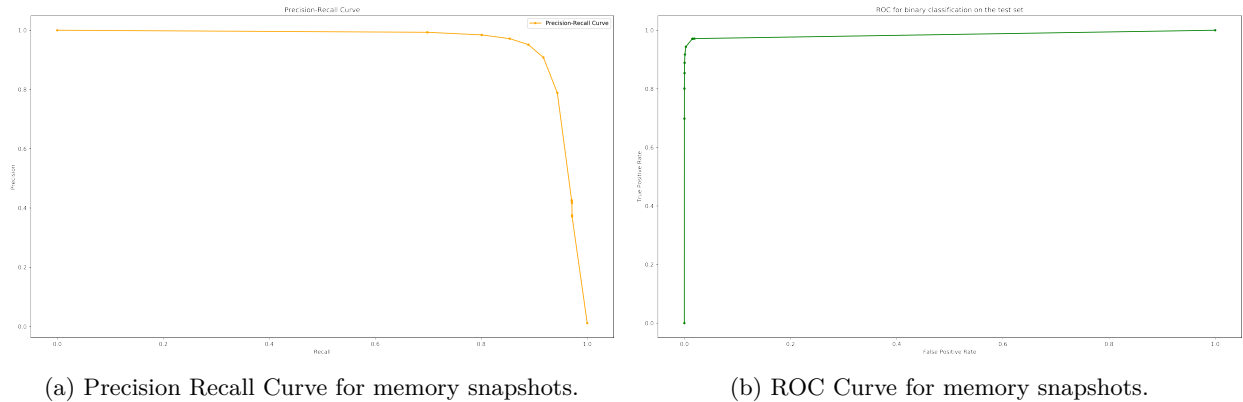 Precision-Recall Curve
Precision-Recall Curve
1.0
0.8
0.6
0.4
0.2
0.0
Precision
0.0 0.2 0.4 0.6 0.8 1.0
Recall
(a) Precision Recall Curve for memory snapshots.
ROC for binary classification on the test set
1.0
0.8
0.6
0.4
0.2
0.0
True Positive Rate
0.0 0.2 0.4 0.6 0.8 1.0
False Positive Rate
(b) ROC Curve for memory snapshots.